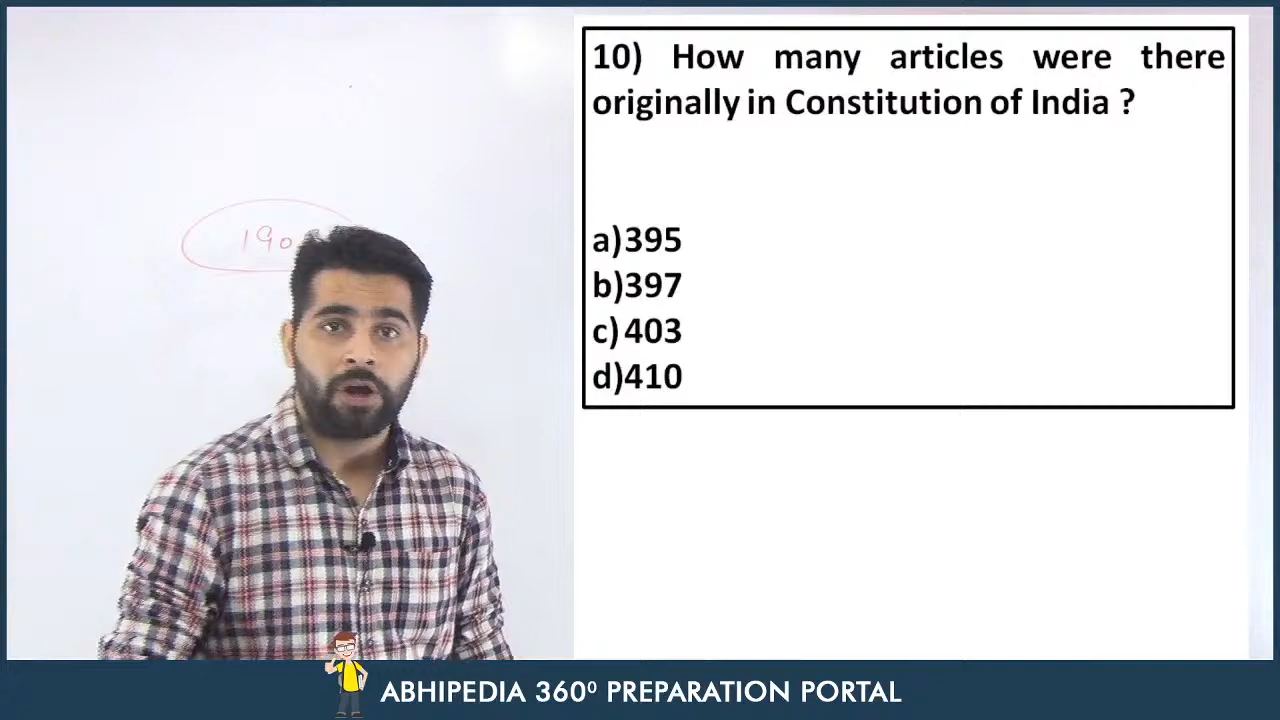 10) How many articles were there
originally in Constitution of India ?
a)395
b)397
c) 403
d)410
190
ABHIPEDIA 360⁰ PREPARATION PORTAL